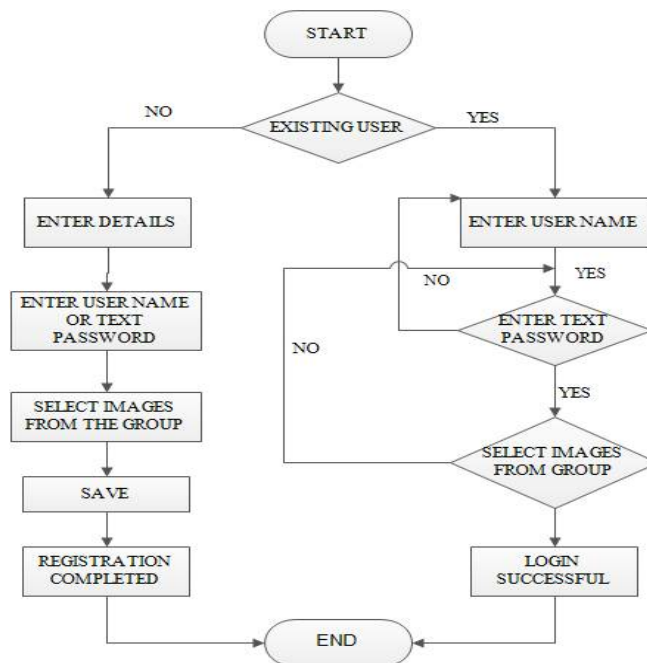 START
EXISTING USER
NO
YES
ENTER DETAILS
ENTER USER NAME
OR TEXT
PASSWORD
SELECT IMAGES
FROM THE GROUP
SAVE
REGISTRATION
COMPLETED
ENTER USER NAME
NO
YES
ENTER TEXT
PASSWORD
NO
YES
SELECT IMAGES
FROM GROUP
LOGIN
SUCCESSFUL
END